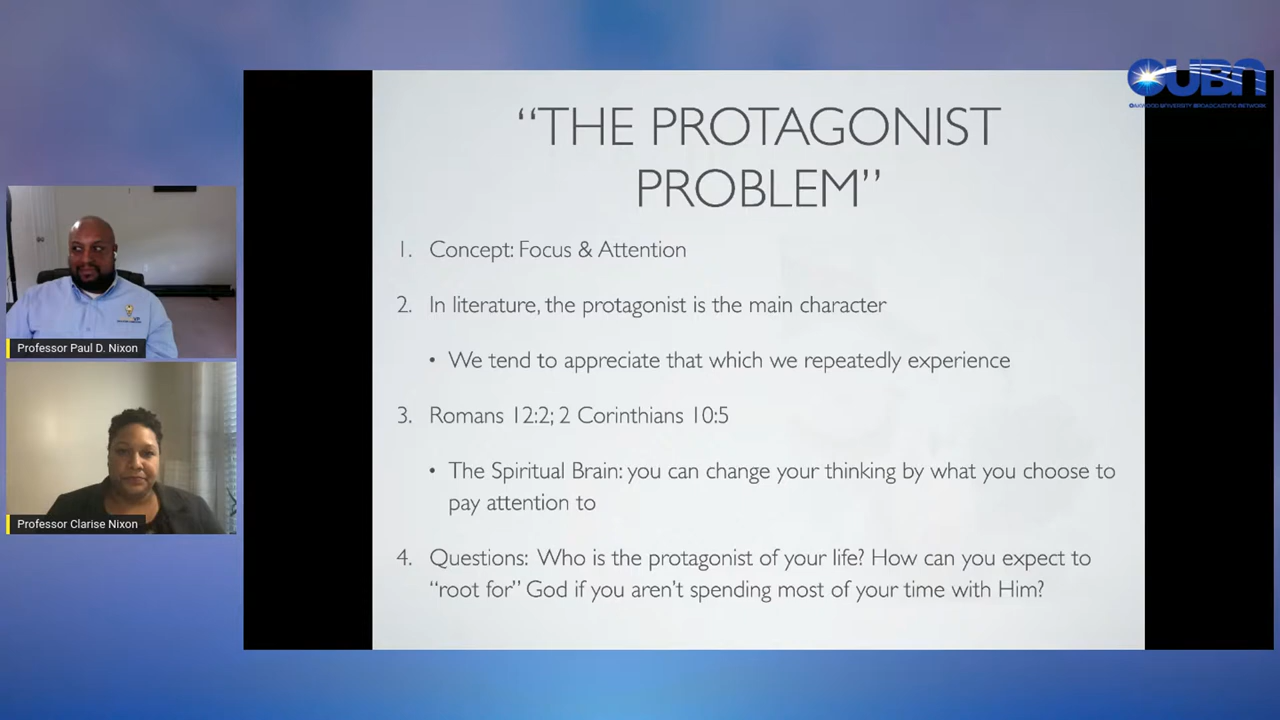 OUBN
OAKWOOD UNIVERSITY BROADCASTING NETWORK
“THE PROTAGONIST
PROBLEM”
1. Concept: Focus & Attention
2. In literature, the protagonist is the main character
• We tend to appreciate that which we repeatedly experience
3. Romans 12:2; 2 Corinthians 10:5
• The Spiritual Brain: you can change your thinking by what you choose to
pay attention to
4. Questions: Who is the protagonist of your life? How can you expect to
“root for” God if you aren’t spending most of your time with Him?
Professor Paul D. Nixon
Professor Clarise Nixon